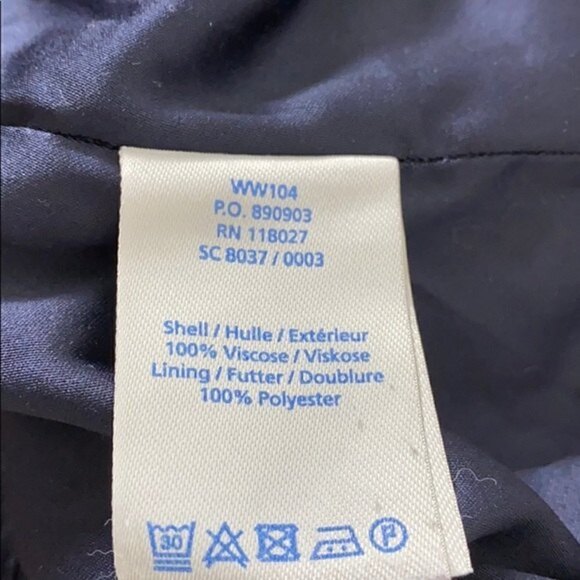 WW104
P.O. 890903
RN 118027
SC 8037 / 0003
Shell / Hulle / Extérieur
100% Viscose / Viskose
Lining / Futter / Doublure
100% Polyester
30
P